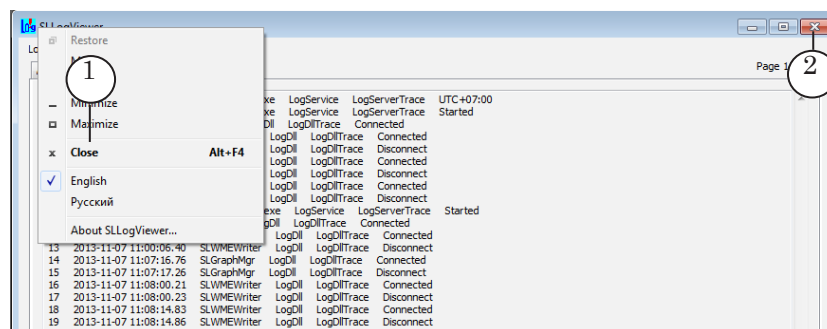 SLLogViewer
Restore
1
2
Page 1
Minimize
xe LogService LogServerTrace UTC+07:00
xe LogService LogServerTrace Started
Maximize
Dll LogDllTrace Connected
LogDll LogDllTrace Connected
Close Alt+F4
LogDll LogDllTrace Disconnect
LogDll LogDllTrace Connected
LogDll LogDllTrace Disconnect
English
LogDll LogDllTrace Connected
LogDll LogDllTrace Disconnect
Русский
exe LogService LogServerTrace Started
gDll LogDllTrace Connected
About SLLogViewer...
LogDll LogDllTrace Connected
13 2013-11-07 11:00:06.40 SLWMEWriter LogDll LogDllTrace Disconnect
14 2013-11-07 11:07:16.76 SLGraphMgr LogDll LogDllTrace Connected
15 2013-11-07 11:07:17.26 SLGraphMgr LogDll LogDllTrace Disconnect
16 2013-11-07 11:08:00.21 SLWMEWriter LogDll LogDllTrace Connected
17 2013-11-07 11:08:00.23 SLWMEWriter LogDll LogDllTrace Disconnect
18 2013-11-07 11:08:14.83 SLWMEWriter LogDll LogDllTrace Connected
19 2013-11-07 11:08:14.86 SLWMEWriter LogDll LogDllTrace Disconnect